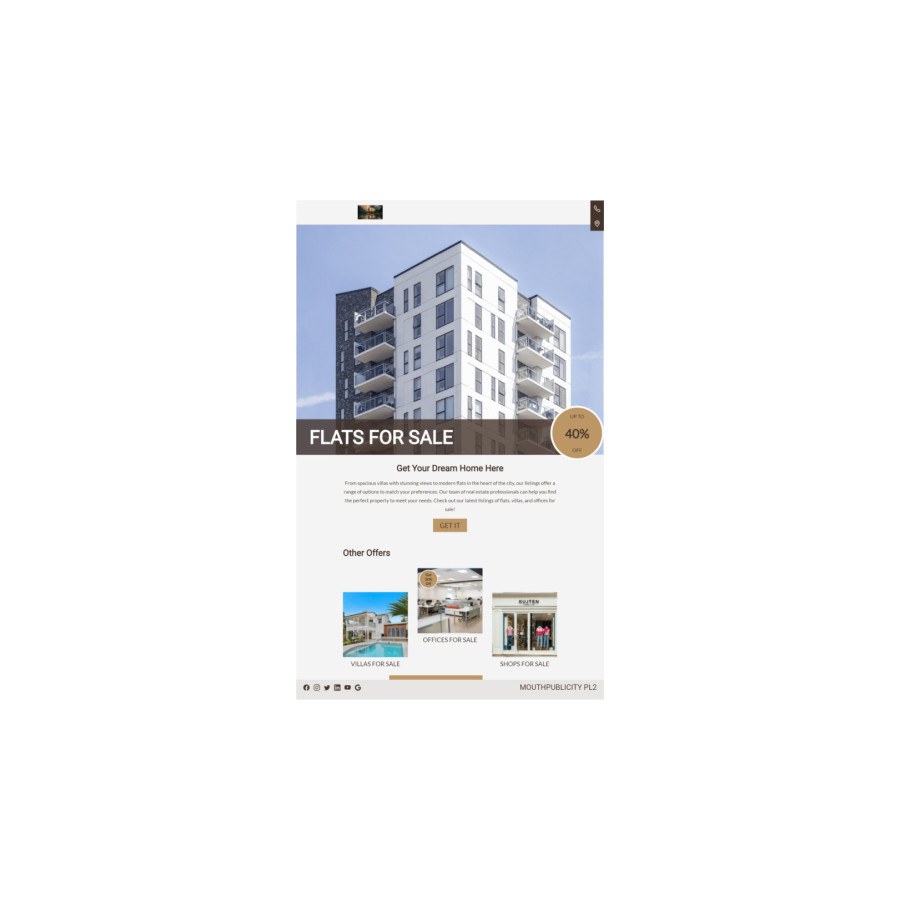 FLATS FOR SALE
UP TO
40%
OFF
Get Your Dream Home Here
From spacious villas with stunning views to modern flats in the heart of the city, our listings offer a
range of options to match your preferences. Our team of real estate professionals can help you find
the perfect property to meet your needs. Check out our latest listings of flats, villas, and offices for
sale!
GET IT
Other Offers
VILLAS FOR SALE
OFFICES FOR SALE
KUJTEN
SHOPS FOR SALE
MOUTHPUBLICITY PL2